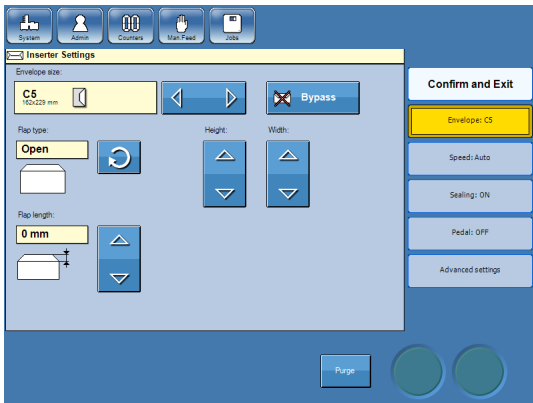 System
Admin
Counters
Man.Feed
Jobs
Inserter Settings
Envelope size:
C5
162x229 mm
Bypass
Flap type:
Open
Height:
Width:
Flap length:
0 mm
Confirm and Exit
Envelope: C5
Speed: Auto
Sealing: ON
Pedal: OFF
Advanced settings
Purge